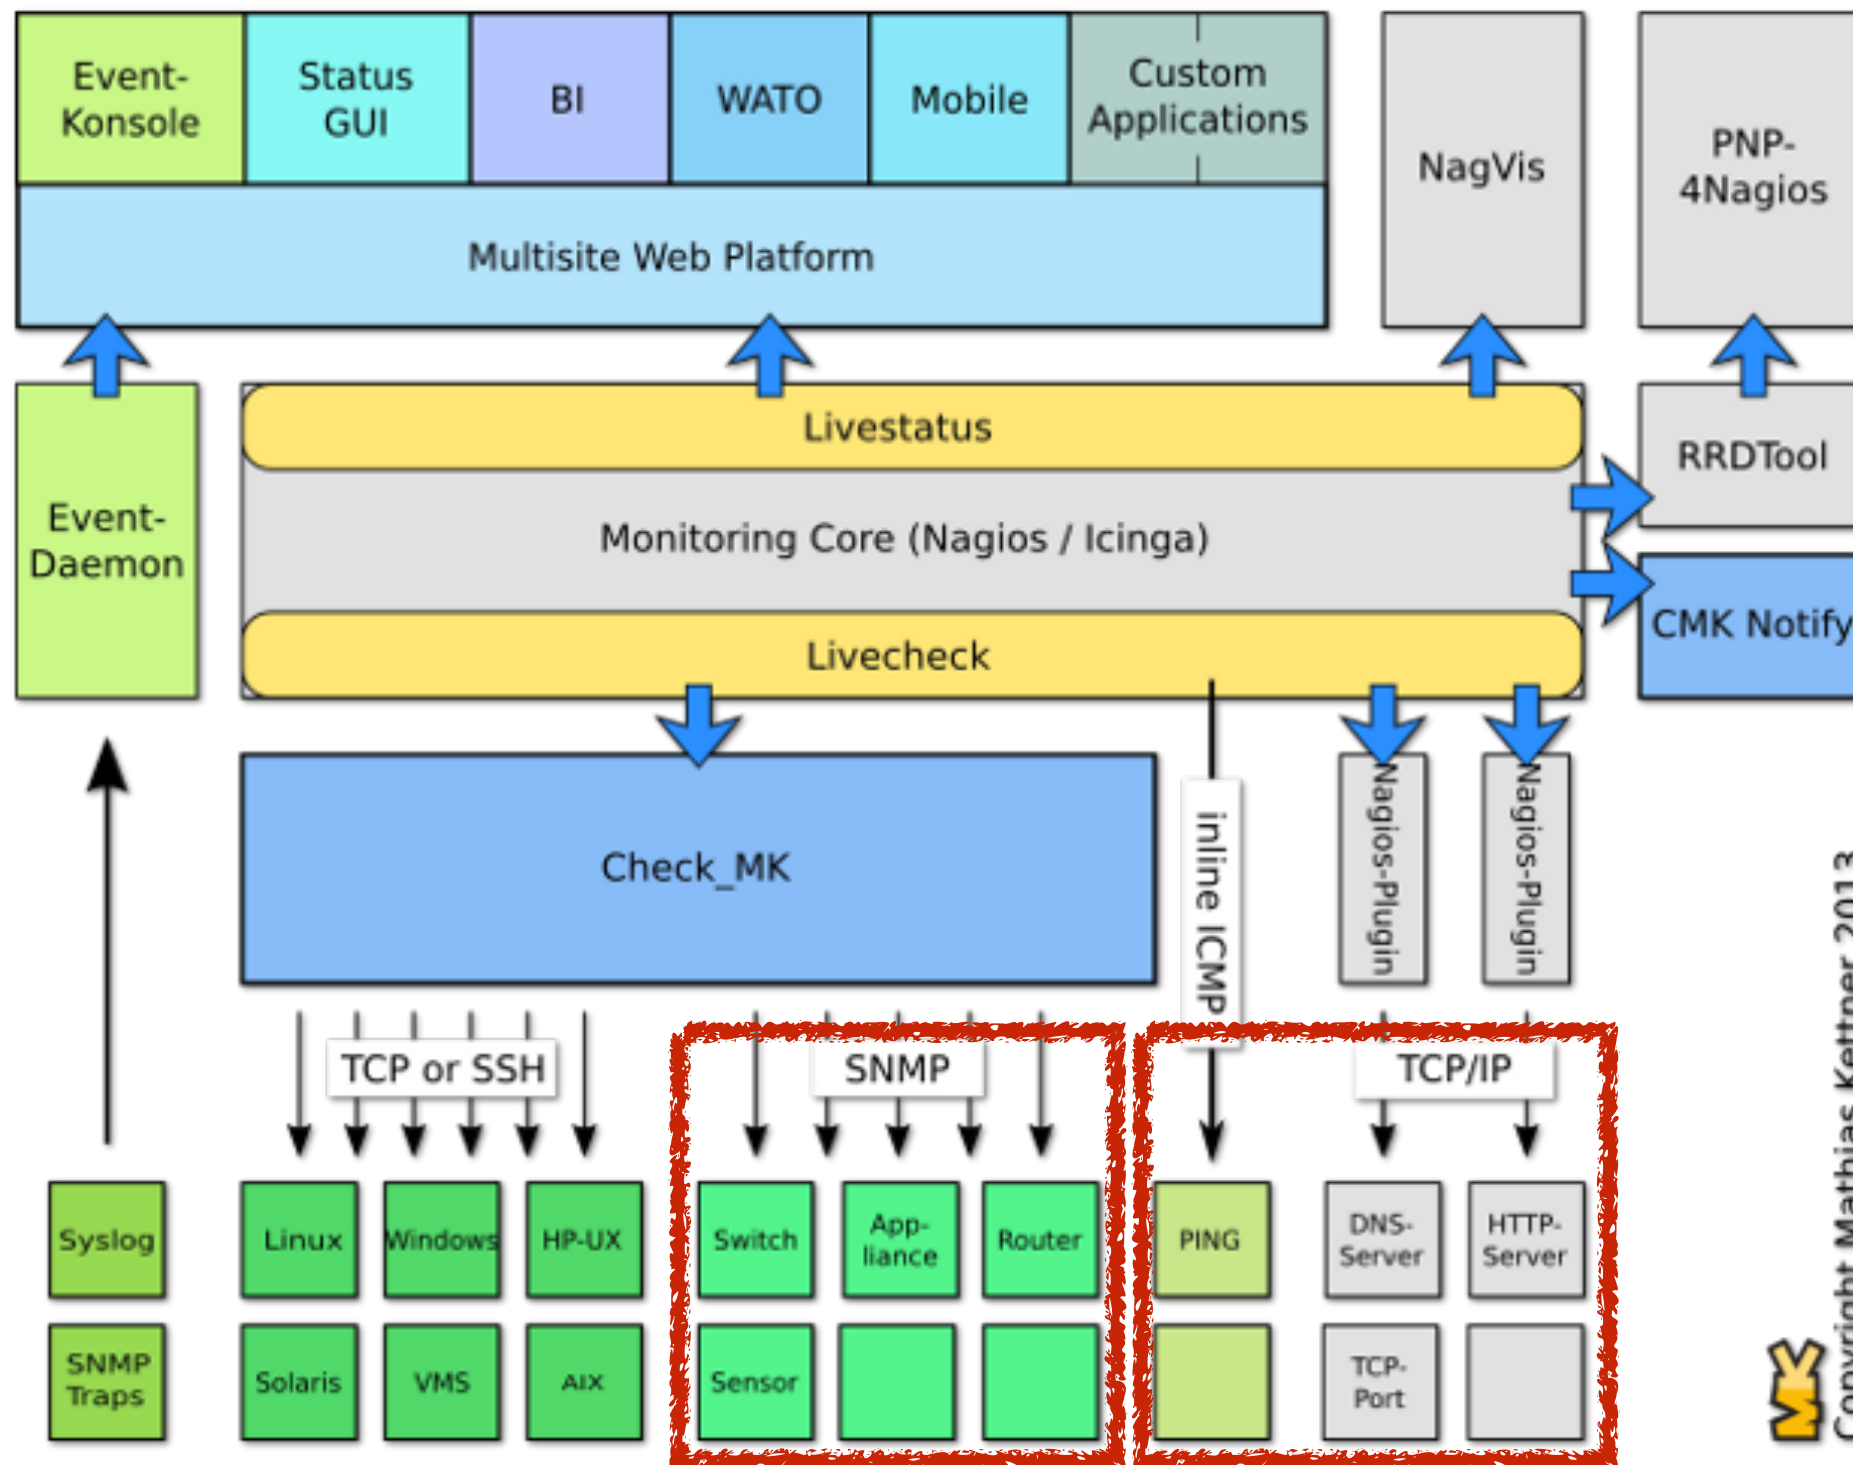 Event-
Konsole
Status
GUI
BI
WATO
Mobile
Custom
Applications
NagVis
PNP-
4Nagios
Multisite Web Platform
Livestatus
RRDTool
Event-
Daemon
Monitoring Core (Nagios / Icinga)
CMK Notify
Livecheck
Check_MK
inline ICMP
Nagios-Plugin
Nagios-Plugin
TCP or SSH
SNMP
TCP/IP
Syslog
Linux
Windows
HP-UX
Switch
App-
liance
Router
PING
DNS-
Server
HTTP-
Server
SNMP
Traps
Solaris
VMS
AIX
Sensor
TCP-
Port
Copyright Mathias Kettner 2013
MK